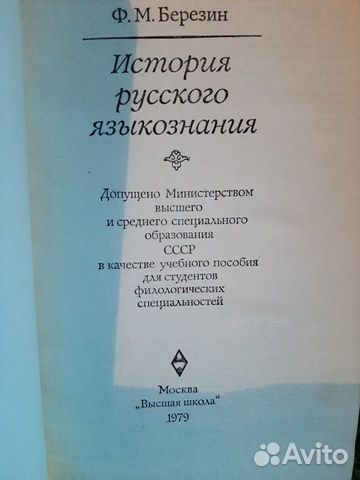 Ф. М. Березин
История
русского
языкознания
Допущено Министерством
высшего
и среднего специального
образования
СССР
в качестве учебного пособия
для студентов
филологических
специальностей
Москва
„Высшая школа“
1979
Avito